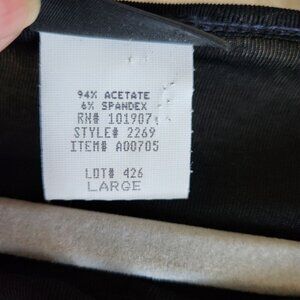 94% ACETATE
6% SPANDEX
RN# 101907
STYLE# 2269
ITEM# A00705
LOT# 426
LARGE